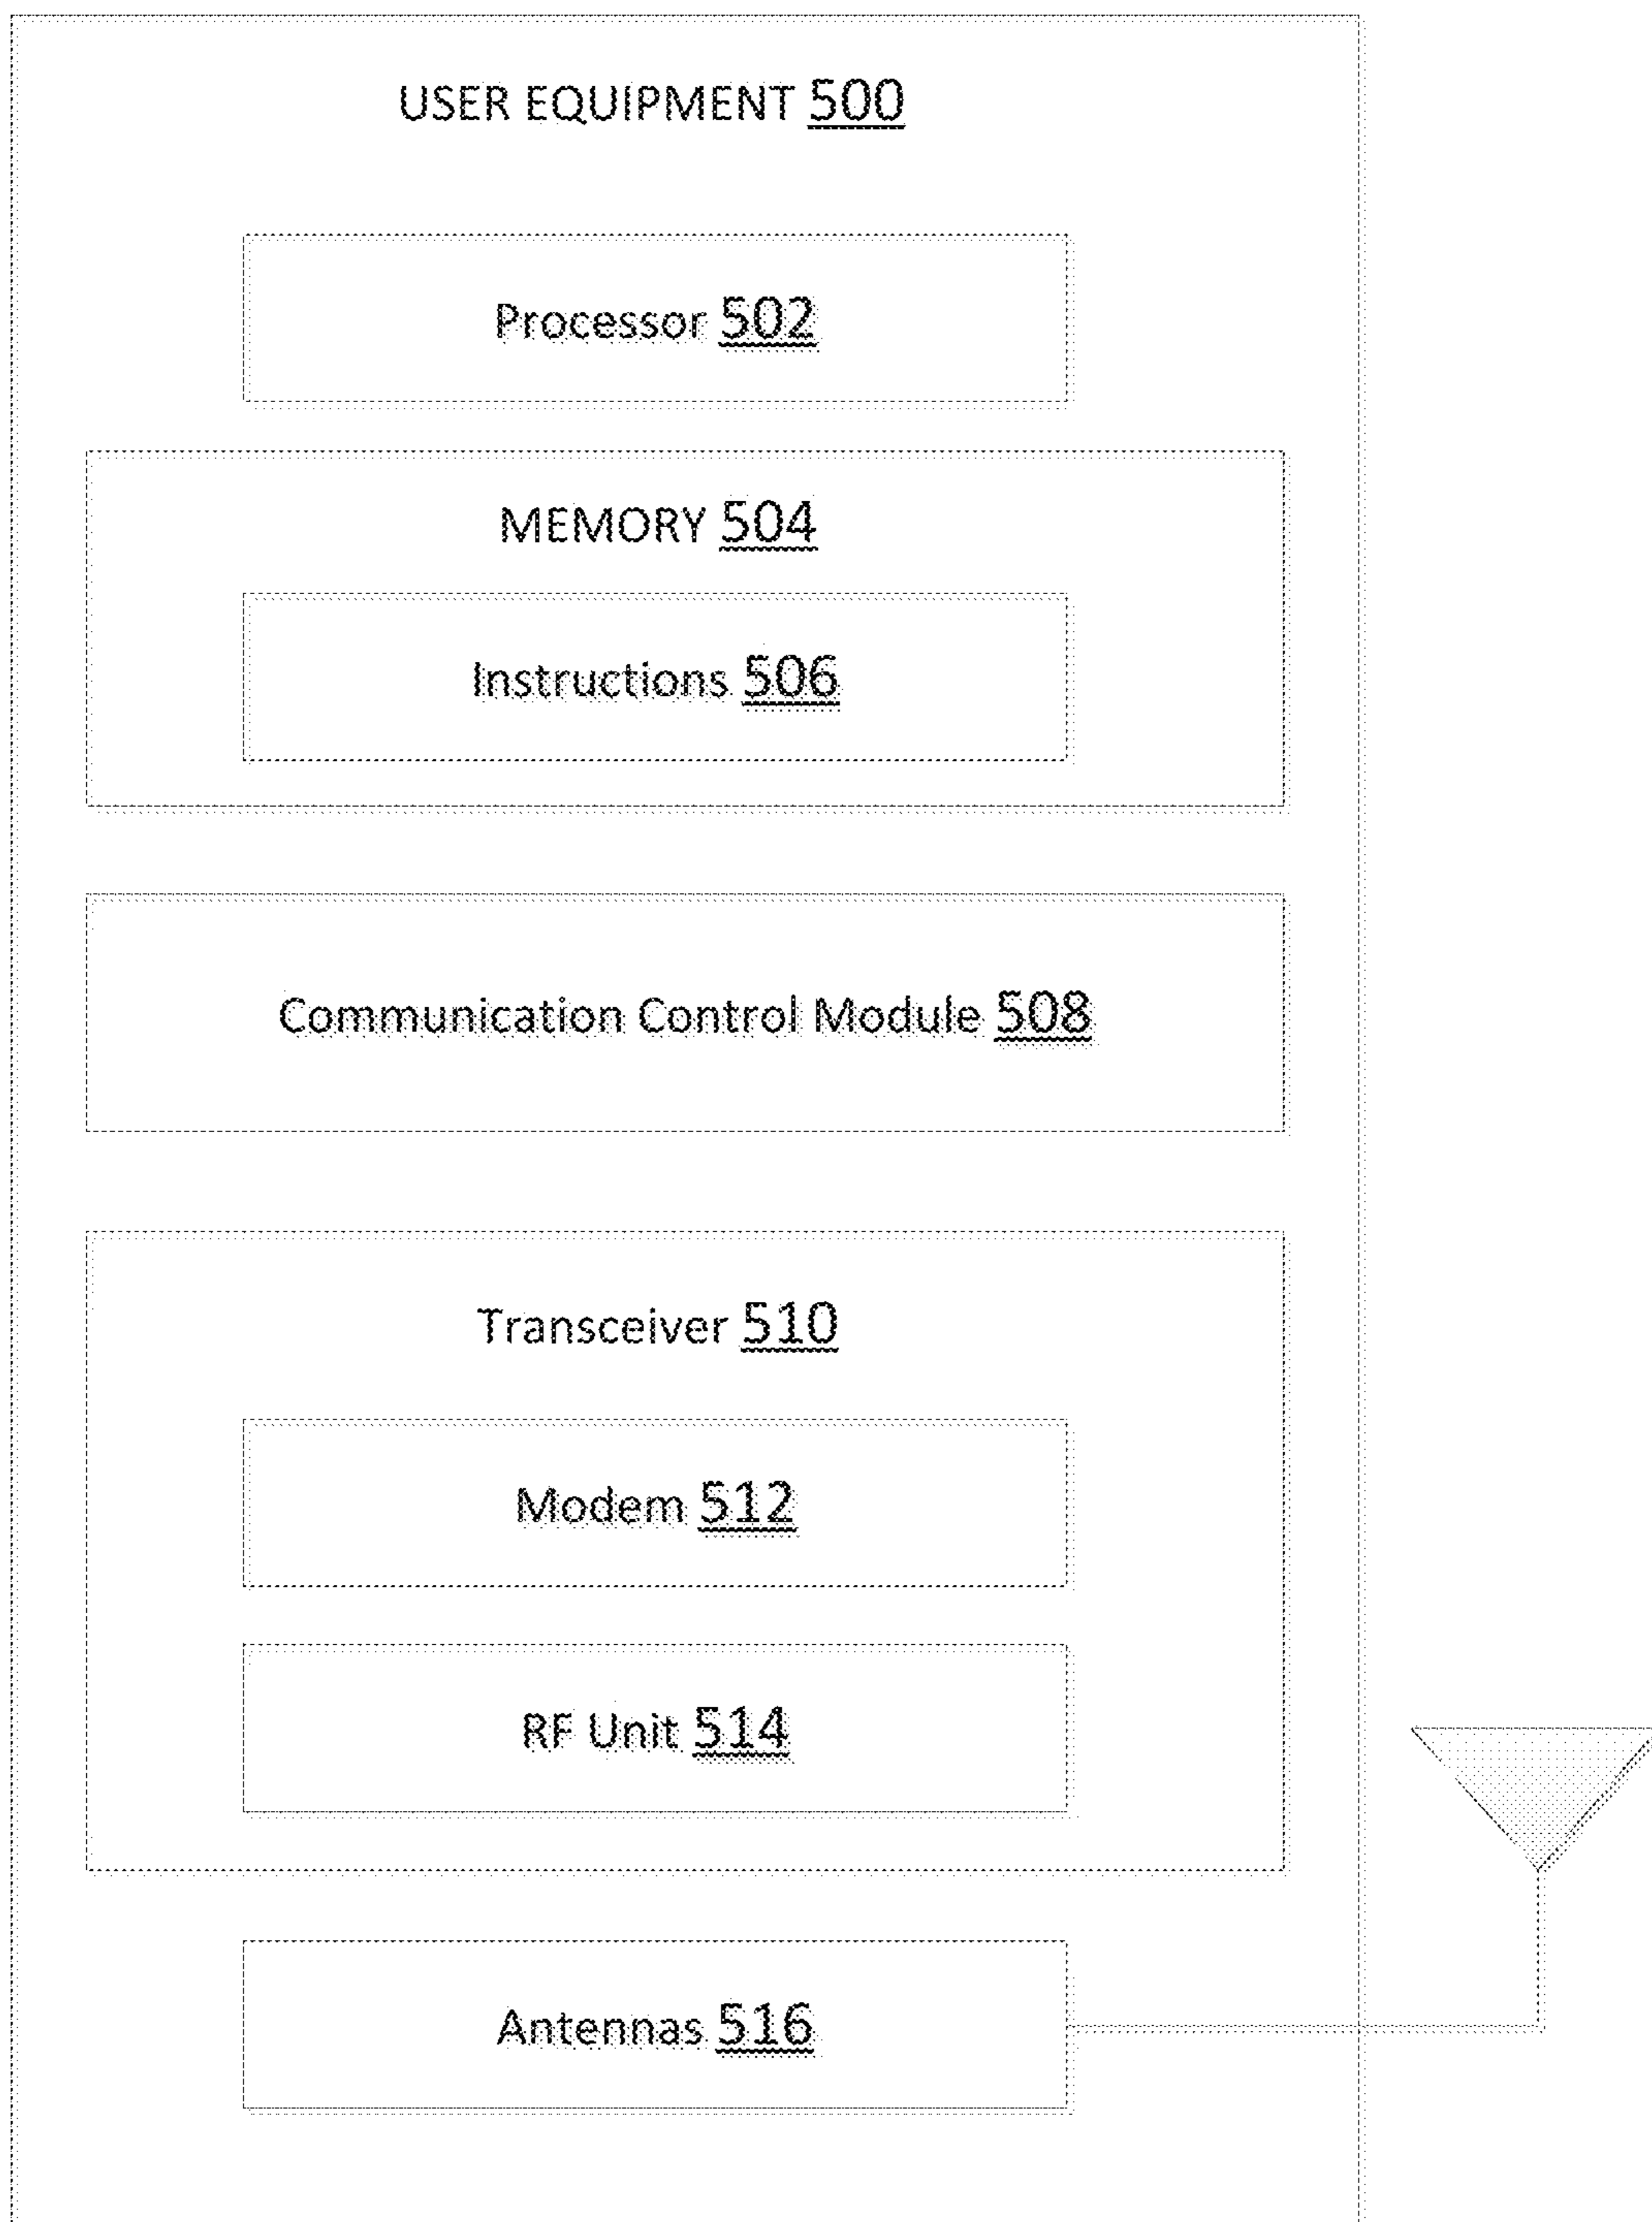 USER EQUIPMENT 500
Processor 502
MEMORY 504
Instructions 506
Communication Control Module 508
Transceiver 510
Modem 512
RF Unit 514
Antennas 516